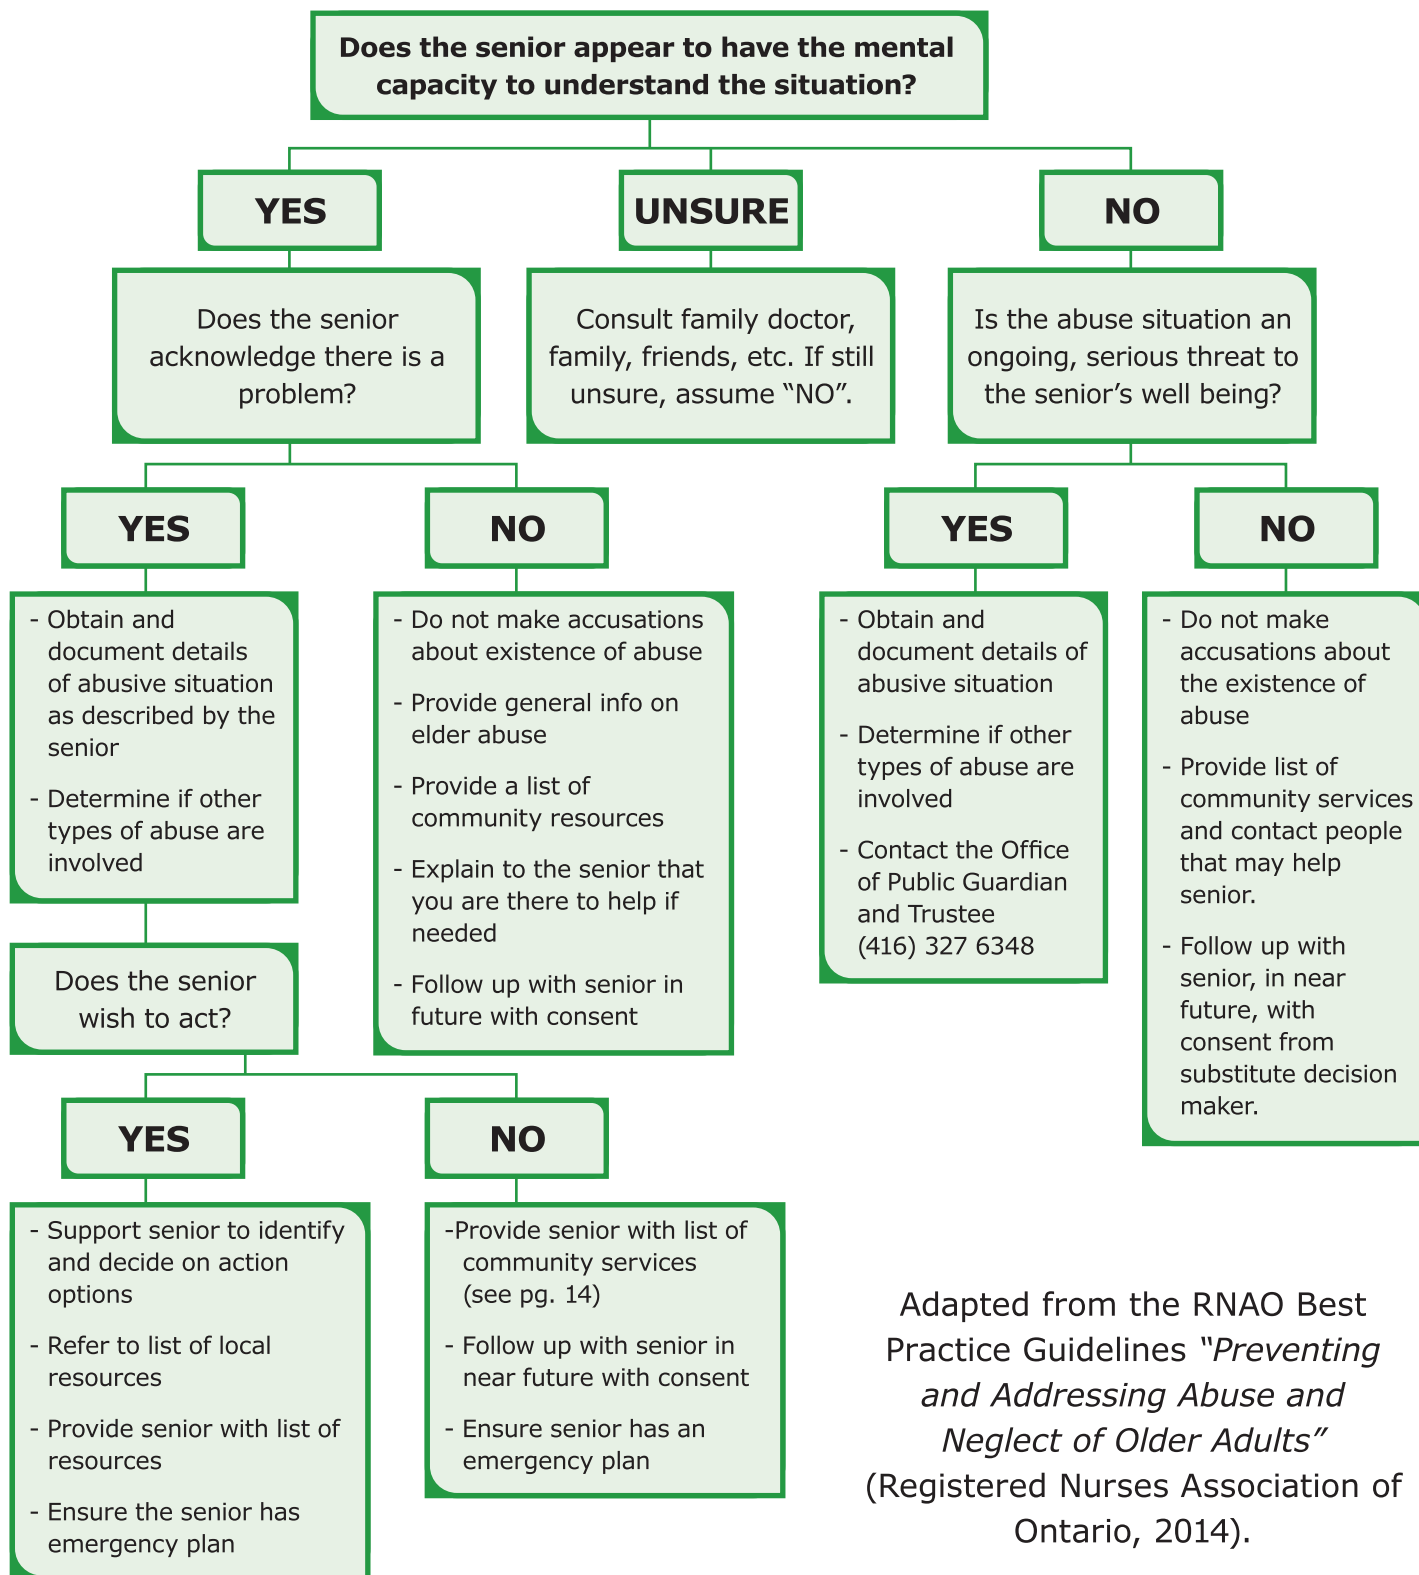 Does the senior appear to have the mental
capacity to understand the situation?
YES
UNSURE
NO
Does the senior
acknowledge there is a
problem?
Consult family doctor,
family, friends, etc. If still
unsure, assume “NO”.
Is the abuse situation an
ongoing, serious threat to
the senior’s well being?
YES
NO
YES
NO
- Obtain and
document details
of abusive situation
as described by the
senior
- Determine if other
types of abuse are
involved
- Do not make accusations
about existence of abuse
- Provide general info on
elder abuse
- Provide a list of
community resources
- Explain to the senior that
you are there to help if
needed
- Follow up with senior in
future with consent
- Obtain and
document details of
abusive situation
- Determine if other
types of abuse are
involved
- Contact the Office
of Public Guardian
and Trustee
(416) 327 6348
- Do not make
accusations about
the existence of
abuse
- Provide list of
community services
and contact people
that may help
senior.
- Follow up with
senior, in near
future, with
consent from
substitute decision
maker.
Does the senior
wish to act?
YES
NO
- Support senior to identify
and decide on action
options
- Refer to list of local
resources
- Provide senior with list of
resources
- Ensure the senior has
emergency plan
-Provide senior with list of
community services
(see pg. 14)
- Follow up with senior in
near future with consent
- Ensure senior has an
emergency plan
Adapted from the RNAO Best
Practice Guidelines “Preventing
and Addressing Abuse and
Neglect of Older Adults”
(Registered Nurses Association of
Ontario, 2014).